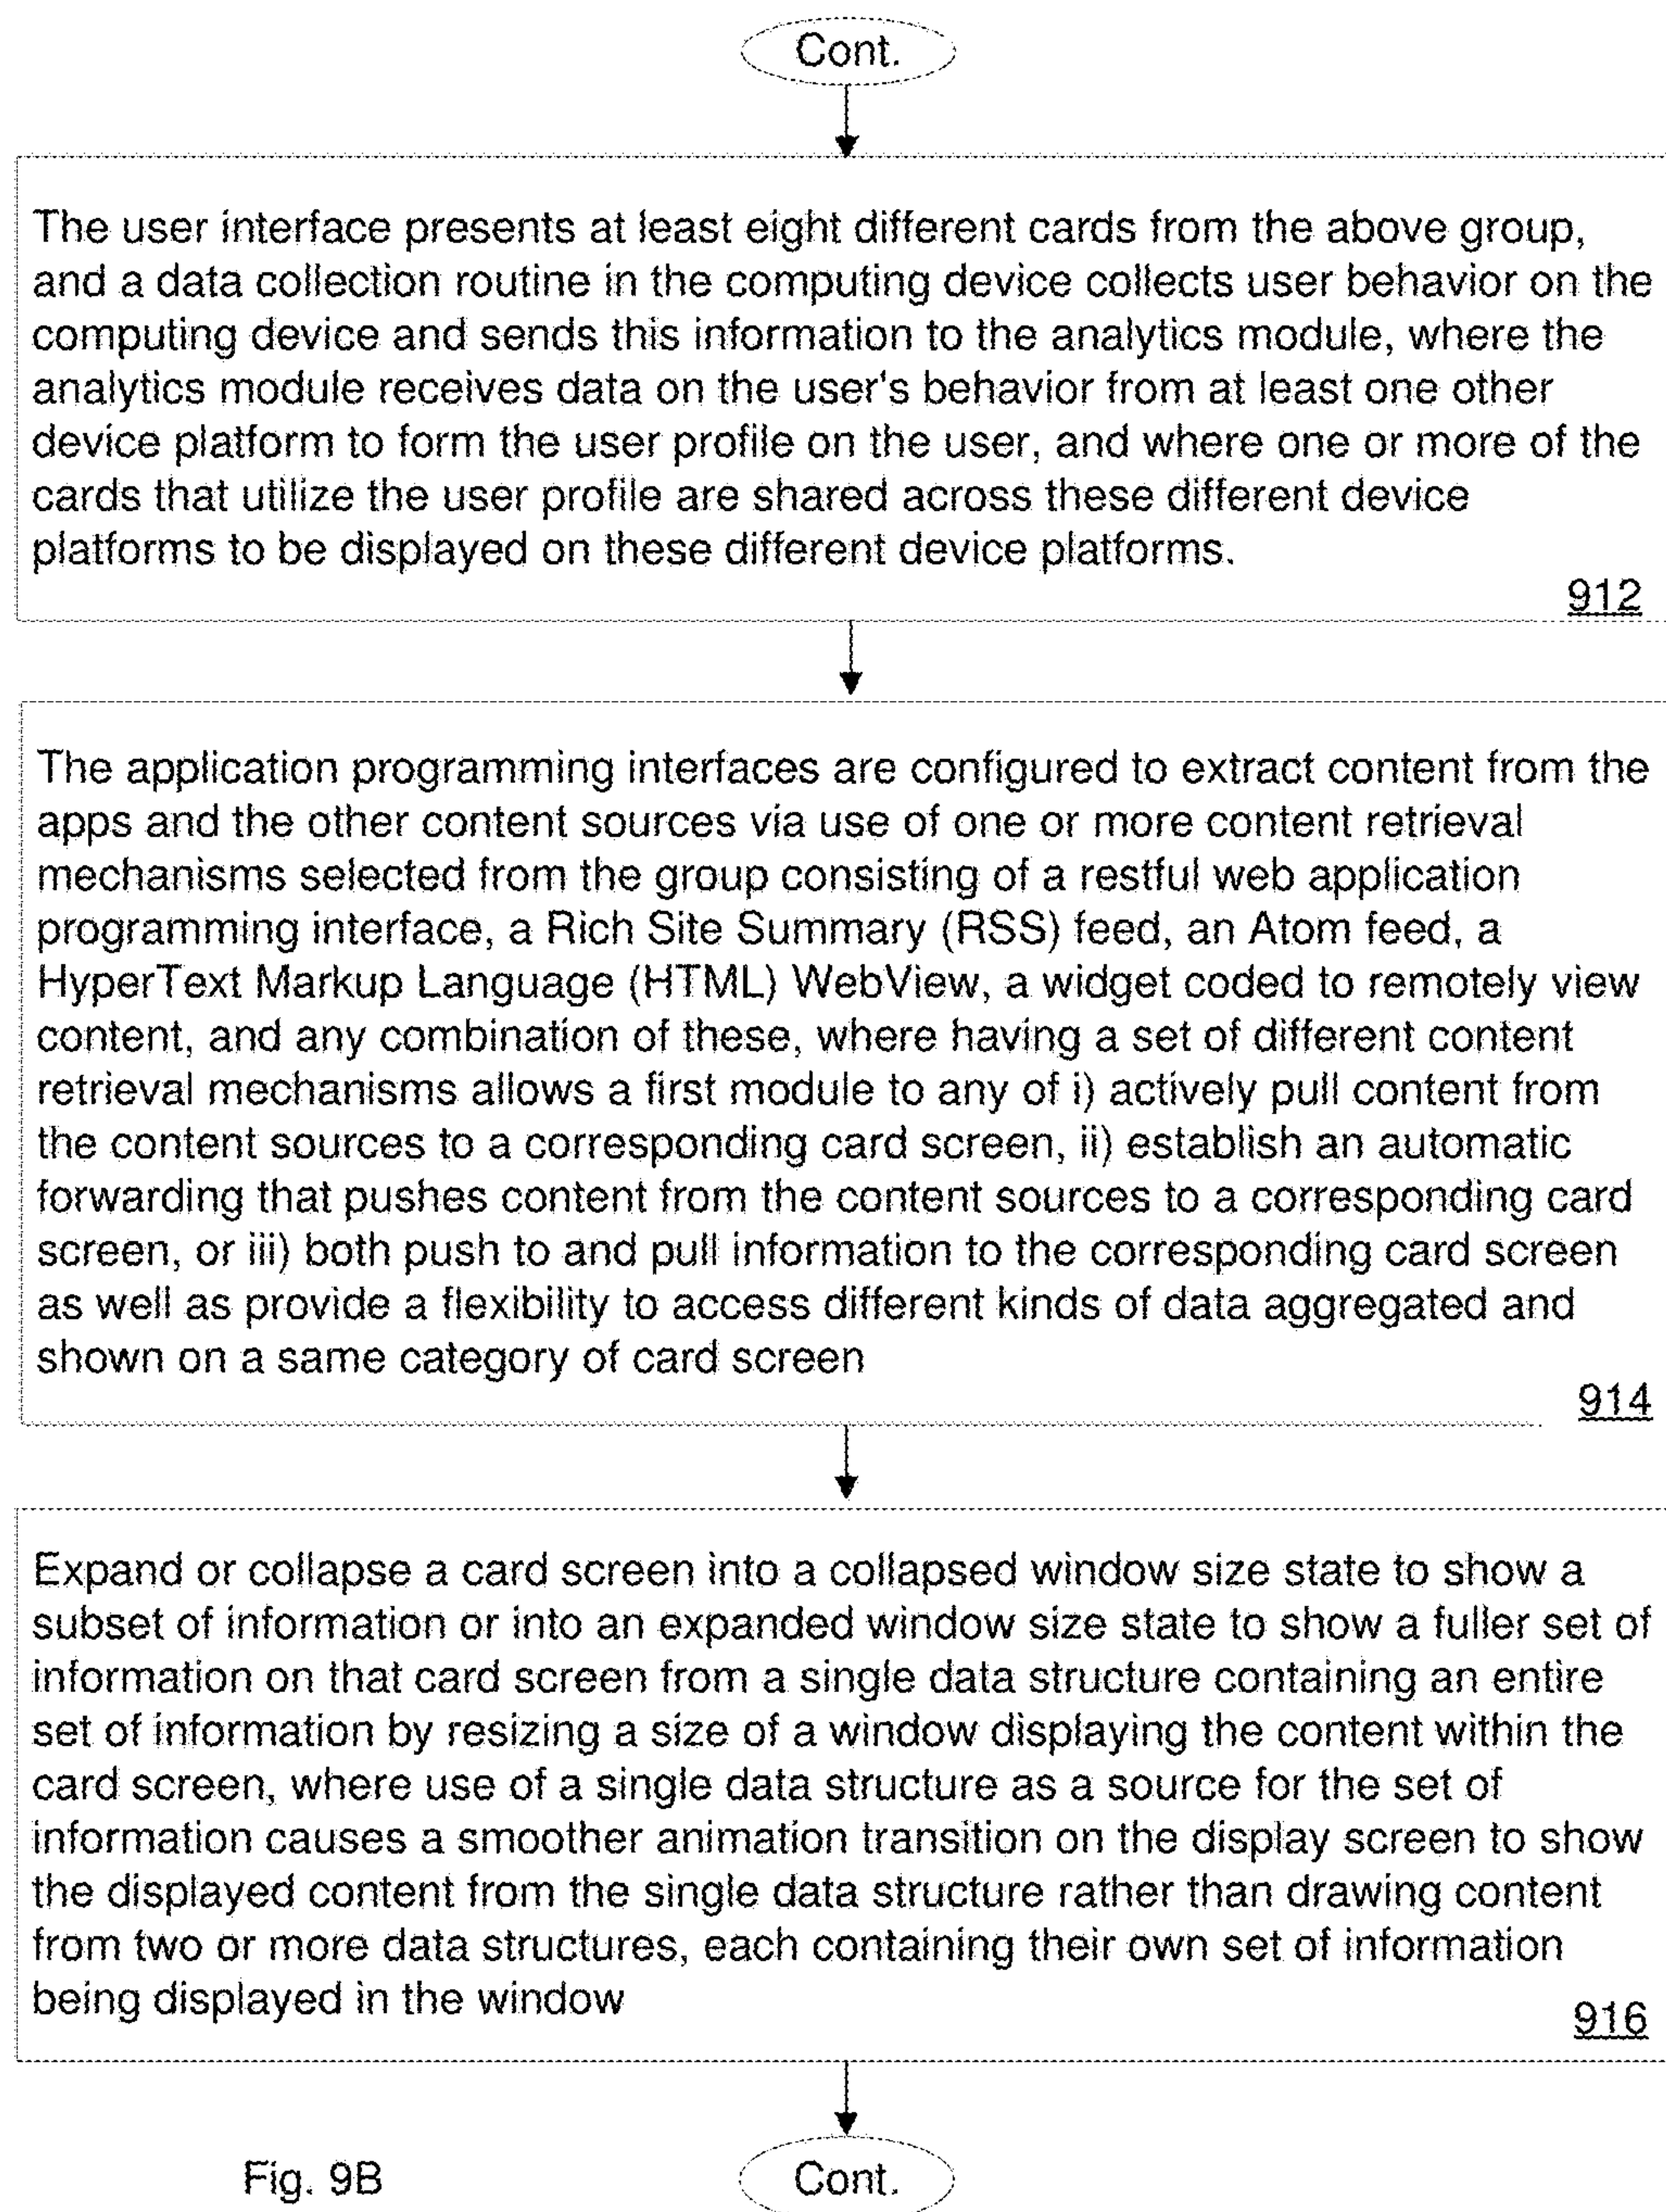 Cont.
The user interface presents at least eight different cards from the above group,
and a data collection routine in the computing device collects user behavior on the
computing device and sends this information to the analytics module, where the
analytics module receives data on the user's behavior from at least one other
device platform to form the user profile on the user, and where one or more of the
cards that utilize the user profile are shared across these different device
platforms to be displayed on these different device platforms.
912
The application programming interfaces are configured to extract content from the
apps and the other content sources via use of one or more content retrieval
mechanisms selected from the group consisting of a restful web application
programming interface, a Rich Site Summary (RSS) feed, an Atom feed, a
HyperText Markup Language (HTML) WebView, a widget coded to remotely view
content, and any combination of these, where having a set of different content
retrieval mechanisms allows a first module to any of i) actively pull content from
the content sources to a corresponding card screen, ii) establish an automatic
forwarding that pushes content from the content sources to a corresponding card
screen, or iii) both push to and pull information to the corresponding card screen
as well as provide a flexibility to access different kinds of data aggregated and
shown on a same category of card screen
914
Expand or collapse a card screen into a collapsed window size state to show a
subset of information or into an expanded window size state to show a fuller set of
information on that card screen from a single data structure containing an entire
set of information by resizing a size of a window displaying the content within the
card screen, where use of a single data structure as a source for the set of
information causes a smoother animation transition on the display screen to show
the displayed content from the single data structure rather than drawing content
from two or more data structures, each containing their own set of information
being displayed in the window
916
Fig. 9B
Cont.